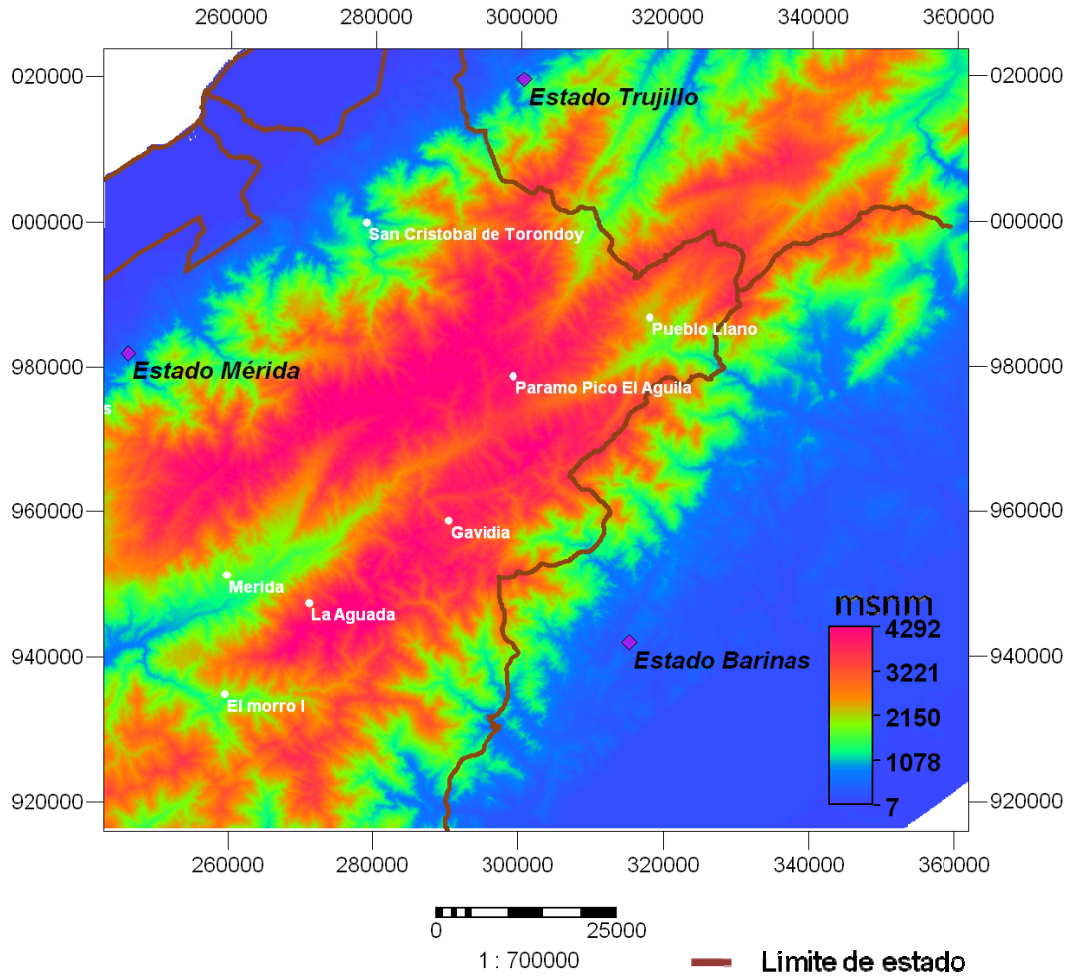 260000 280000 300000 320000 340000 360000
020000 020000
Estado Trujillo
000000 000000
San Cristobal de Torondoy
Pueblo Llano
980000 Estado Mérida 980000
Paramo Pico El Aguila
s
960000 960000
Gavidia
Merida
La Aguada
msnm
4292
940000 Estado Barinas 940000
3221
El morro I
2150
1078
920000 7 920000
260000 280000 300000 320000 340000 360000
0 25000
1 : 700000 Límite de estado